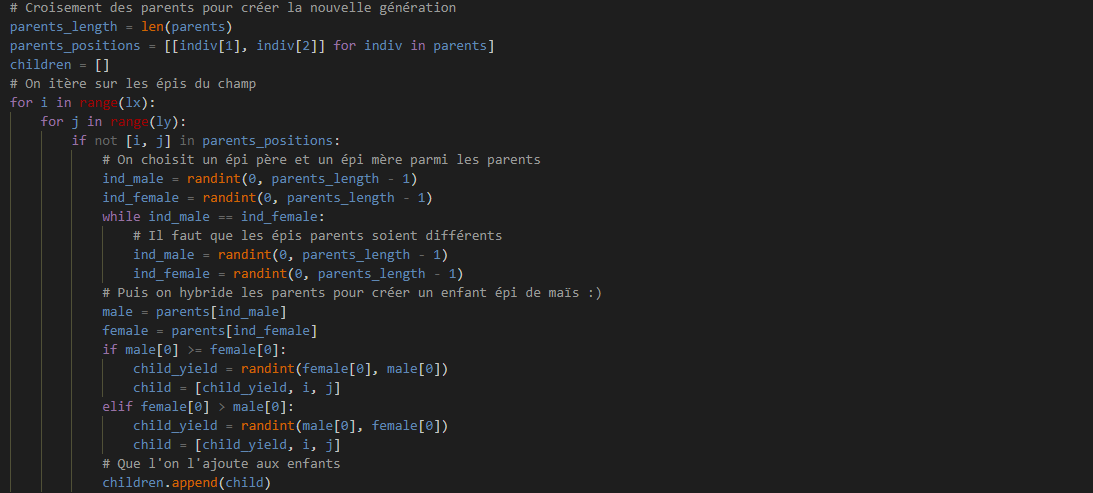 # Croisement des parents pour créer la nouvelle génération
parents_length = len(parents)
parents_positions = [[indiv[1], indiv[2]] for indiv in parents]
children = []
# On itère sur les épis du champ
for i in range(lx):
    for j in range(ly):
        if not [i, j] in parents_positions:
            # On choisit un épi père et un épi mère parmi les parents
            ind_male = randint(0, parents_length - 1)
            ind_female = randint(0, parents_length - 1)
            while ind_male == ind_female:
                # Il faut que les épis parents soient différents
                ind_male = randint(0, parents_length - 1)
                ind_female = randint(0, parents_length - 1)
            # Puis on hybride les parents pour créer un enfant épi de maïs :)
            male = parents[ind_male]
            female = parents[ind_female]
            if male[0] >= female[0]:
                child_yield = randint(female[0], male[0])
                child = [child_yield, i, j]
            elif female[0] > male[0]:
                child_yield = randint(male[0], female[0])
                child = [child_yield, i, j]
            # Que l'on l'ajoute aux enfants
            children.append(child)